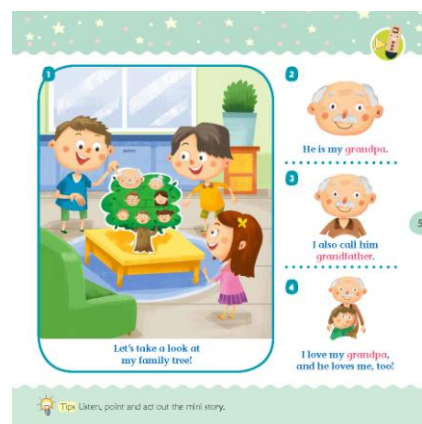 1
Let's take a look at
my family tree!
2
He is my grandpa.
3
I also call him
grandfather.
4
I love my grandpa,
and he loves me, too!
5
Tips Listen, point and act out the mini story.